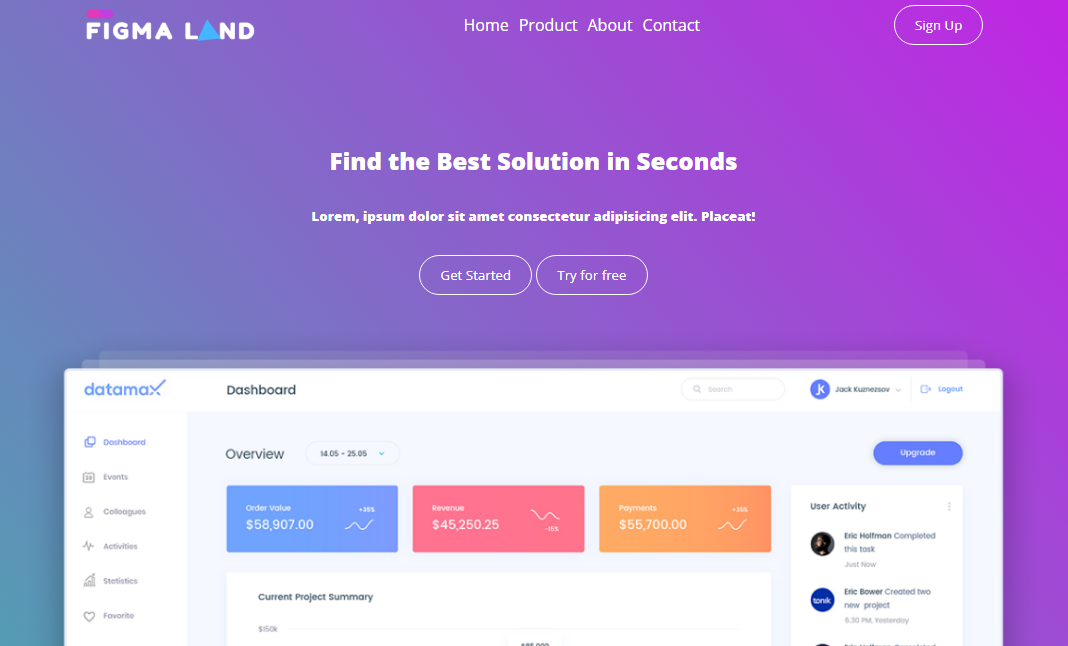 FIGMA LAND
Home Product About Contact
Sign Up
Find the Best Solution in Seconds
Lorem, ipsum dolor sit amet consectetur adipisicing elit. Placeat!
Get Started
Try for free
datamax
Dashboard
Search
jk
Jack Kuznezsov
Logout
Dashboard
Events
Colleagues
Activities
Statistics
Favorite
Overview
14.05 - 25.05
Upgrade
Order Value
$58,907.00
+35%
Revenue
$45,250.25
-15%
Payments
$55,700.00
+35%
User Activity
Eric Holfman Completed
this task
Just Now
tonik
Eric Bower Created two
new project
6:30 PM, Yesterday
Current Project Summary
$150k